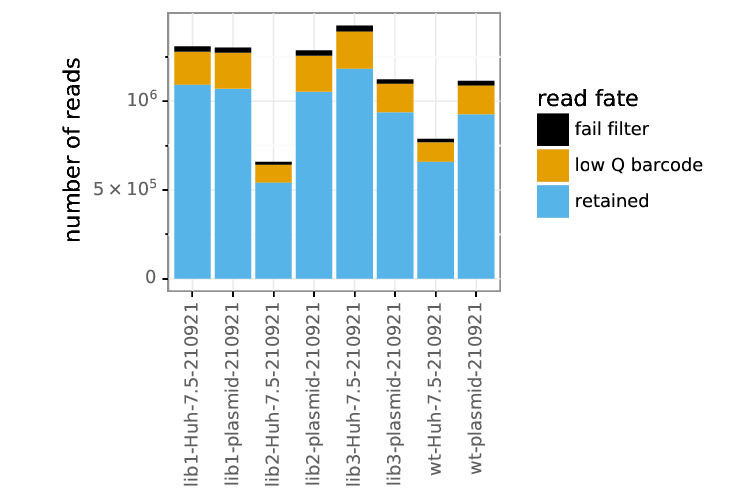 number of reads
10⁶
5 × 10⁵
0
read fate
fail filter
low Q barcode
retained
lib1-Huh-7.5-210921
lib1-plasmid-210921
lib2-Huh-7.5-210921
lib2-plasmid-210921
lib3-Huh-7.5-210921
lib3-plasmid-210921
wt-Huh-7.5-210921
wt-plasmid-210921